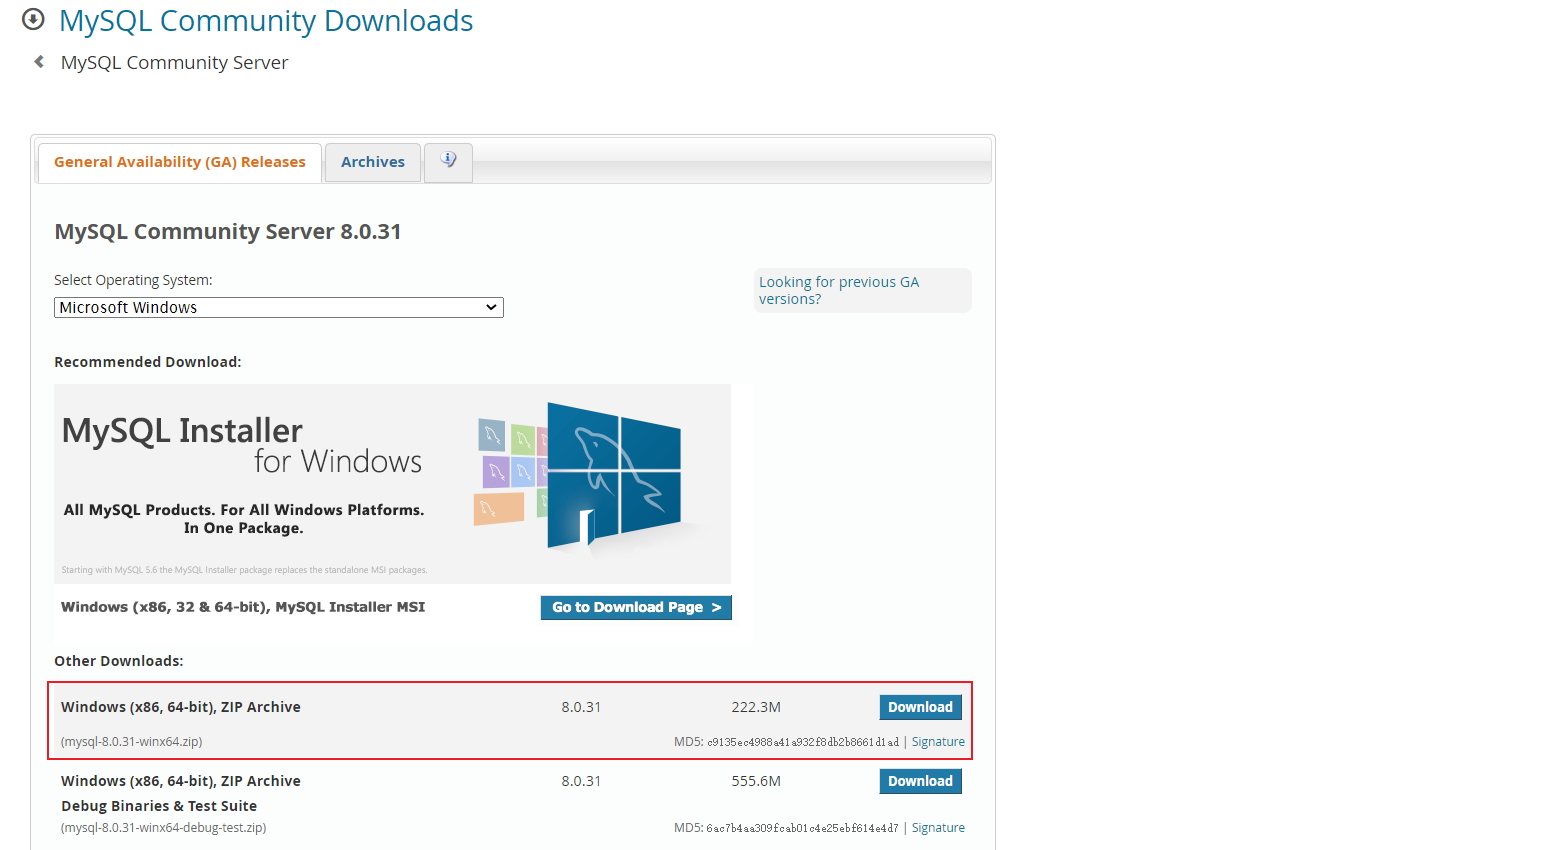 MySQL Community Downloads
MySQL Community Server
General Availability (GA) Releases
Archives
MySQL Community Server 8.0.31
Select Operating System:
Microsoft Windows
Looking for previous GA
versions?
Recommended Download:
MySQL Installer
for Windows
All MySQL Products. For All Windows Platforms.
In One Package.
Starting with MySQL 5.6 the MySQL Installer package replaces the standalone MSI packages.
Windows (x86, 32 & 64-bit), MySQL Installer MSI
Go to Download Page >
Other Downloads:
Windows (x86, 64-bit), ZIP Archive 8.0.31 222.3M Download
(mysql-8.0.31-winx64.zip) MD5: c9135ec4988a41a932f8db2b8661d1ad | Signature
Windows (x86, 64-bit), ZIP Archive 8.0.31 555.6M Download
Debug Binaries & Test Suite
(mysql-8.0.31-winx64-debug-test.zip) MD5: 6ac7b4aa309fcab01c4e25ebf614e4d7 | Signature